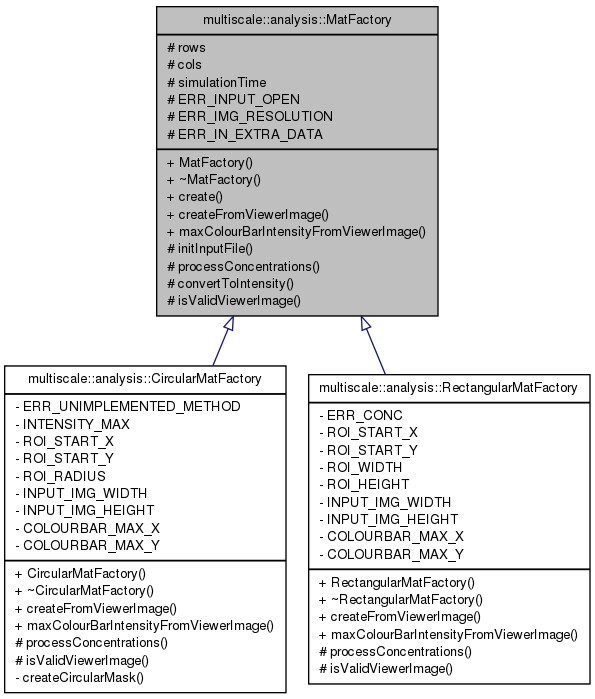 multiscale::analysis::MatFactory
# rows
# cols
# simulationTime
# ERR_INPUT_OPEN
# ERR_IMG_RESOLUTION
# ERR_IN_EXTRA_DATA
+ MatFactory()
+ ~MatFactory()
+ create()
+ createFromViewerImage()
+ maxColourBarIntensityFromViewerImage()
# initInputFile()
# processConcentrations()
# convertToIntensity()
# isValidViewerImage()
multiscale::analysis::CircularMatFactory
- ERR_UNIMPLEMENTED_METHOD
- INTENSITY_MAX
- ROI_START_X
- ROI_START_Y
- ROI_RADIUS
- INPUT_IMG_WIDTH
- INPUT_IMG_HEIGHT
- COLOURBAR_MAX_X
- COLOURBAR_MAX_Y
+ CircularMatFactory()
+ ~CircularMatFactory()
+ createFromViewerImage()
+ maxColourBarIntensityFromViewerImage()
# processConcentrations()
# isValidViewerImage()
- createCircularMask()
multiscale::analysis::RectangularMatFactory
- ERR_CONC
- ROI_START_X
- ROI_START_Y
- ROI_WIDTH
- ROI_HEIGHT
- INPUT_IMG_WIDTH
- INPUT_IMG_HEIGHT
- COLOURBAR_MAX_X
- COLOURBAR_MAX_Y
+ RectangularMatFactory()
+ ~RectangularMatFactory()
+ createFromViewerImage()
+ maxColourBarIntensityFromViewerImage()
# processConcentrations()
# isValidViewerImage()